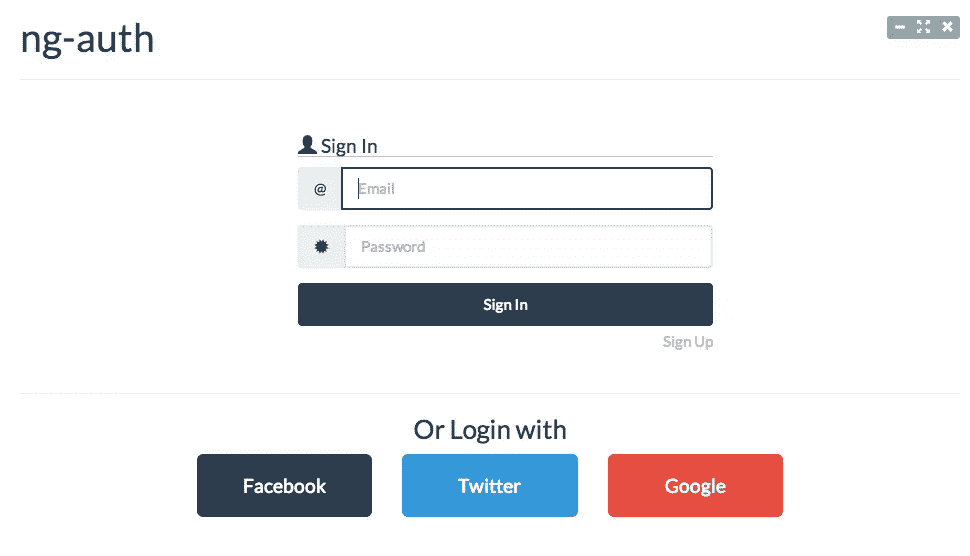 ng-auth
Sign In
@
Email
Password
Sign In
Sign Up
Or Login with
Facebook
Twitter
Google